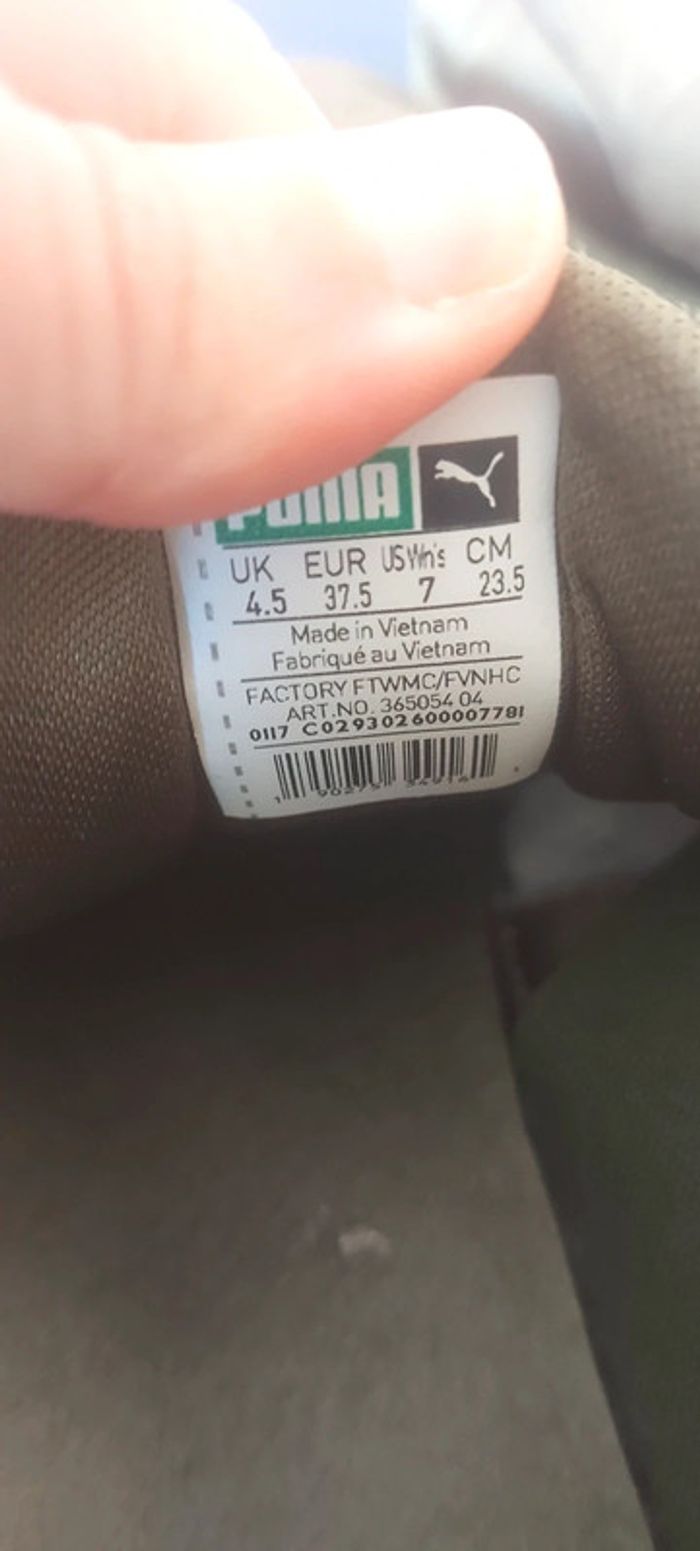 PUMA
UK EUR US Wn's CM
4.5 37.5 7 23.5
Made in Vietnam
Fabriqué au Vietnam
FACTORY FTWMC/FVNHC
ART.NO. 365054 04
0117 C029302600007781